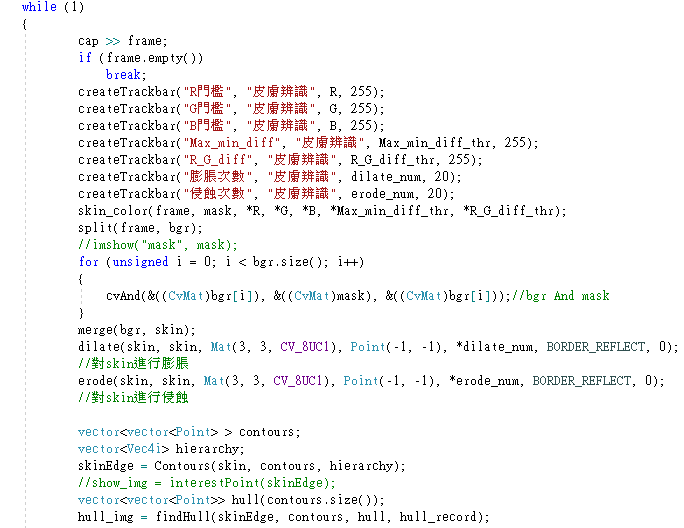 while (1)
{
cap >> frame;
if (frame.empty())
break;
createTrackbar("R門檻", "皮膚辨識", R, 255);
createTrackbar("G門檻", "皮膚辨識", G, 255);
createTrackbar("B門檻", "皮膚辨識", B, 255);
createTrackbar("Max_min_diff", "皮膚辨識", Max_min_diff_thr, 255);
createTrackbar("R_G_diff", "皮膚辨識", R_G_diff_thr, 255);
createTrackbar("膨脹次數", "皮膚辨識", dilate_num, 20);
createTrackbar("侵蝕次數", "皮膚辨識", erode_num, 20);
skin_color(frame, mask, *R, *G, *B, *Max_min_diff_thr, *R_G_diff_thr);
split(frame, bgr);
//imshow("mask", mask);
for (unsigned i = 0; i < bgr.size(); i++)
{
cvAnd(&((CvMat)bgr[i]), &((CvMat)mask), &((CvMat)bgr[i]));//bgr And mask
}
merge(bgr, skin);
dilate(skin, skin, Mat(3, 3, CV_8UC1), Point(-1, -1), *dilate_num, BORDER_REFLECT, 0);
//對skin進行膨脹
erode(skin, skin, Mat(3, 3, CV_8UC1), Point(-1, -1), *erode_num, BORDER_REFLECT, 0);
//對skin進行侵蝕
vector<vector<Point> > contours;
vector<Vec4i> hierarchy;
skinEdge = Contours(skin, contours, hierarchy);
//show_img = interestPoint(skinEdge);
vector<vector<Point>> hull(contours.size());
hull_img = findHull(skinEdge, contours, hull, hull_record);